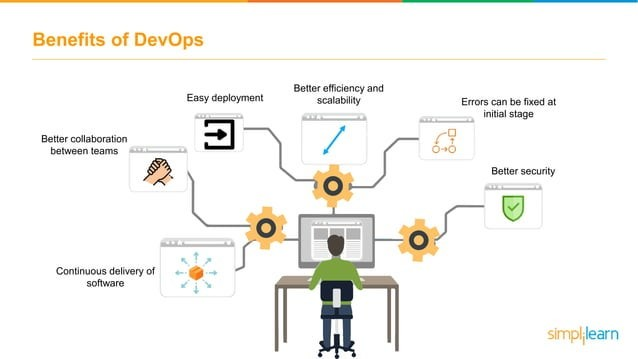 Benefits of DevOps
Better efficiency and
scalability
Easy deployment
Errors can be fixed at
initial stage
Better collaboration
between teams
Better security
Continuous delivery of
software
simplilearn